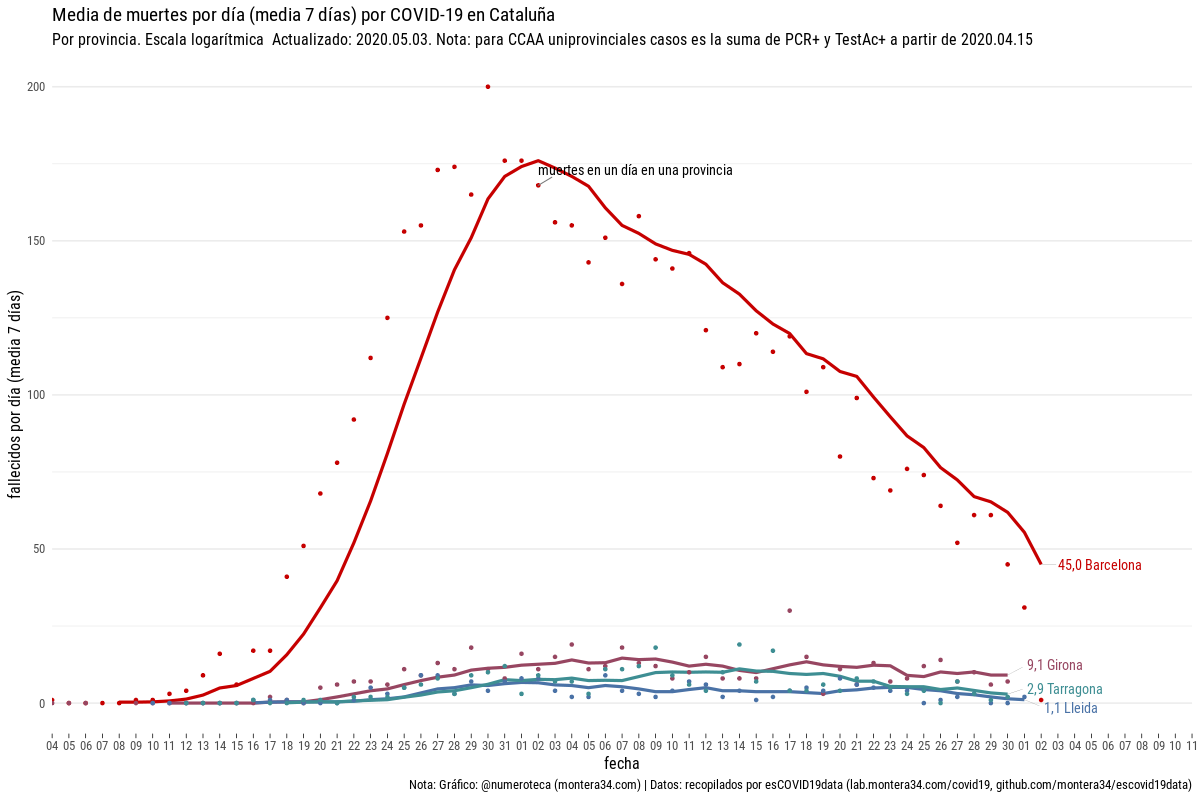 Media de muertes por día (media 7 días) por COVID-19 en Cataluña
Por provincia. Escala logarítmica  Actualizado: 2020.05.03. Nota: para CCAA uniprovinciales casos es la suma de PCR+ y TestAc+ a partir de 2020.04.15
fallecidos por día (media 7 días)
200
150
100
50
0
muertes en un día en una provincia
45,0 Barcelona
9,1 Girona
2,9 Tarragona
1,1 Lleida
04 05 06 07 08 09 10 11 12 13 14 15 16 17 18 19 20 21 22 23 24 25 26 27 28 29 30 31 01 02 03 04 05 06 07 08 09 10 11 12 13 14 15 16 17 18 19 20 21 22 23 24 25 26 27 28 29 30 01 02 03 04 05 06 07 08 09 10 11
fecha
Nota: Gráfico: @numeroteca (montera34.com) | Datos: recopilados por esCOVID19data (lab.montera34.com/covid19, github.com/montera34/escovid19data)